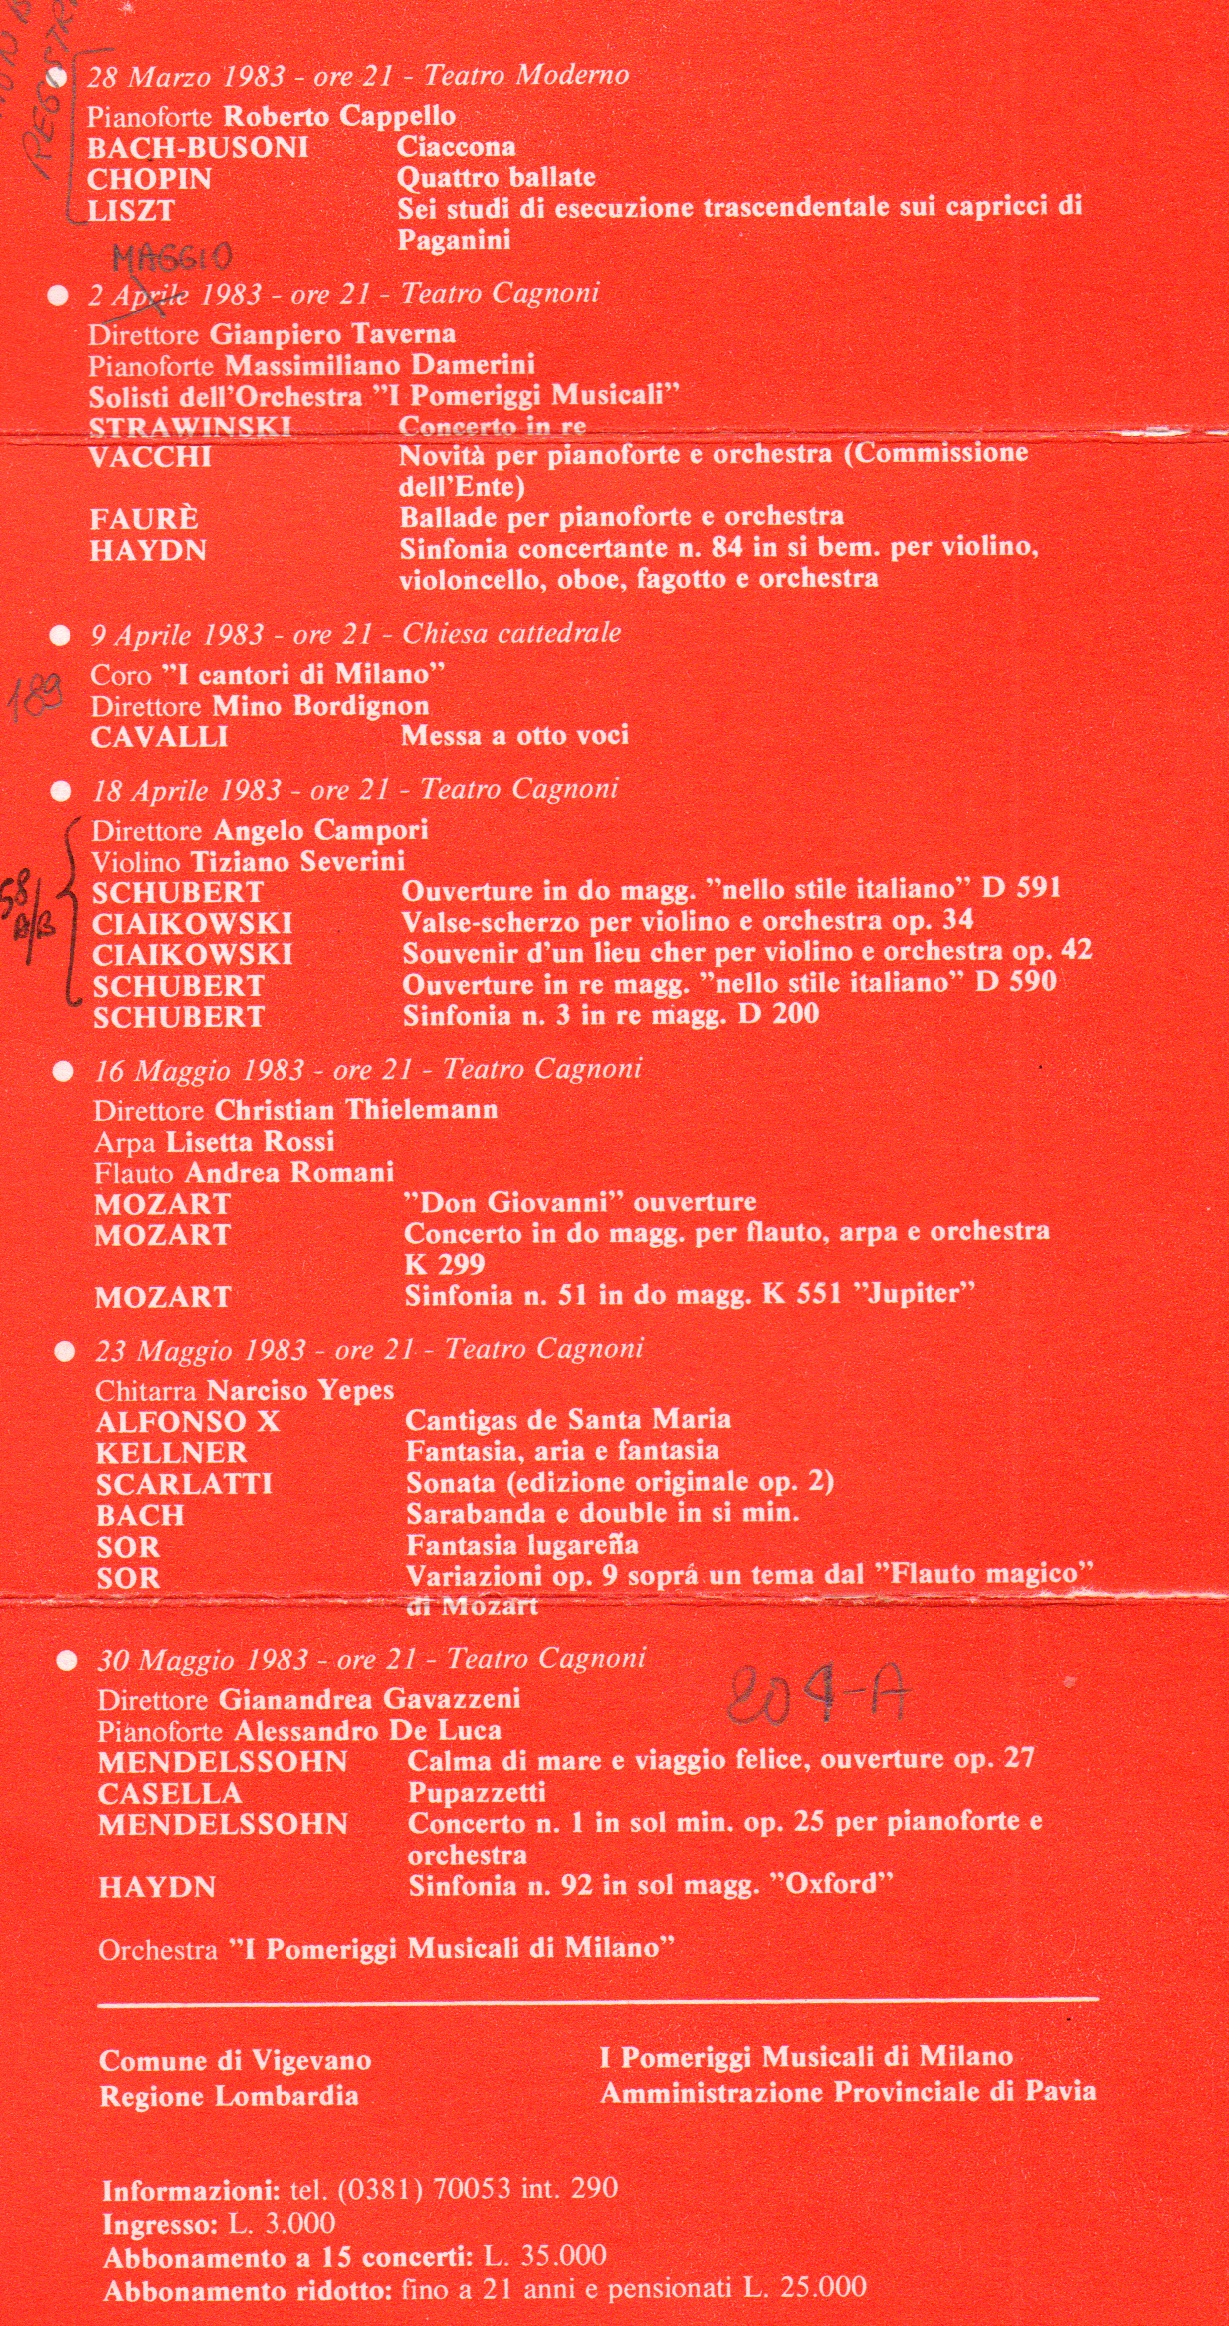 28 Marzo 1983 - ore 21 - Teatro Moderno
Pianoforte Roberto Cappello
BACH-BUSONI Ciaccona
CHOPIN Quattro ballate
LISZT Sei studi di esecuzione trascendentale sui capricci di
Paganini
MAGGIO
2 Aprile 1983 - ore 21 - Teatro Cagnoni
Direttore Gianpiero Taverna
Pianoforte Massimiliano Damerini
Solisti dell'Orchestra "I Pomeriggi Musicali"
STRAWINSKI Concerto in re
VACCHI Novità per pianoforte e orchestra (Commissione
dell'Ente)
FAURÈ Ballade per pianoforte e orchestra
HAYDN Sinfonia concertante n. 84 in si bem. per violino,
violoncello, oboe, fagotto e orchestra
9 Aprile 1983 - ore 21 - Chiesa cattedrale
Coro "I cantori di Milano"
189
Direttore Mino Bordignon
CAVALLI Messa a otto voci
18 Aprile 1983 - ore 21 - Teatro Cagnoni
Direttore Angelo Campori
Violino Tiziano Severini
SCHUBERT Ouverture in do magg. "nello stile italiano" D 591
58
CIAIKOWSKI Valse-scherzo per violino e orchestra op. 34
A/B
CIAIKOWSKI Souvenir d'un lieu cher per violino e orchestra op. 42
SCHUBERT Ouverture in re magg. "nello stile italiano" D 590
SCHUBERT Sinfonia n. 3 in re magg. D 200
16 Maggio 1983 - ore 21 - Teatro Cagnoni
Direttore Christian Thielemann
Arpa Lisetta Rossi
Flauto Andrea Romani
MOZART "Don Giovanni" ouverture
MOZART Concerto in do magg. per flauto, arpa e orchestra
K 299
MOZART Sinfonia n. 51 in do magg. K 551 "Jupiter"
23 Maggio 1983 - ore 21 - Teatro Cagnoni
Chitarra Narciso Yepes
ALFONSO X Cantigas de Santa Maria
KELLNER Fantasia, aria e fantasia
SCARLATTI Sonata (edizione originale op. 2)
BACH Sarabanda e double in si min.
SOR Fantasia lugareña
SOR Variazioni op. 9 soprá un tema dal "Flauto magico"
di Mozart
30 Maggio 1983 - ore 21 - Teatro Cagnoni
204-A
Direttore Gianandrea Gavazzeni
Pianoforte Alessandro De Luca
MENDELSSOHN Calma di mare e viaggio felice, ouverture op. 27
CASELLA Pupazzetti
MENDELSSOHN Concerto n. 1 in sol min. op. 25 per pianoforte e
orchestra
HAYDN Sinfonia n. 92 in sol magg. "Oxford"
Orchestra "I Pomeriggi Musicali di Milano"
Comune di Vigevano I Pomeriggi Musicali di Milano
Regione Lombardia Amministrazione Provinciale di Pavia
Informazioni: tel. (0381) 70053 int. 290
Ingresso: L. 3.000
Abbonamento a 15 concerti: L. 35.000
Abbonamento ridotto: fino a 21 anni e pensionati L. 25.000